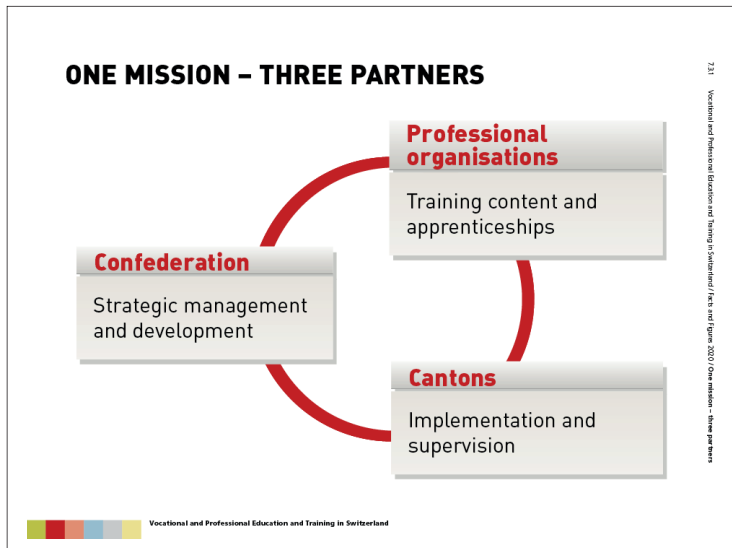 ONE MISSION – THREE PARTNERS
Professional
organisations
Training content and
apprenticeships
Confederation
Strategic management
and development
Cantons
Implementation and
supervision
7.3.1 Vocational and Professional Education and Training in Switzerland / Facts and Figures 2020 / One mission – three partners
Vocational and Professional Education and Training in Switzerland